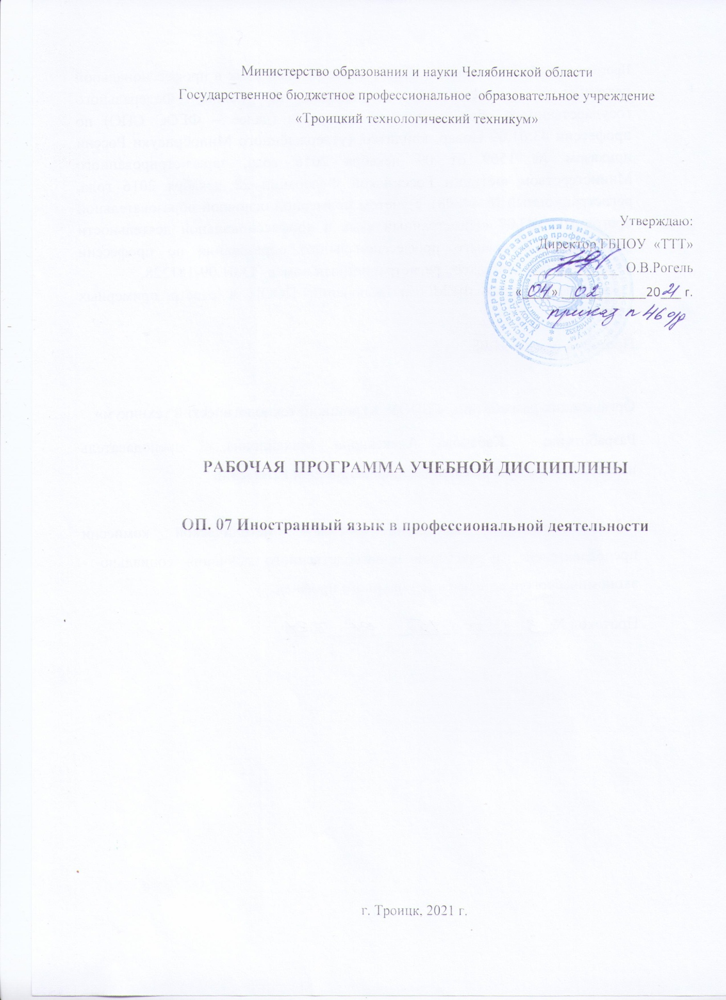 Министерство образования и науки Челябинской области
Государственное бюджетное профессиональное образовательное учреждение
«Троицкий технологический техникум»
Утверждаю:
Директор ГБПОУ «ТТТ»
О.В.Рогель
«04» 02 2021 г.
приказ n 46 о/д
РАБОЧАЯ ПРОГРАММА УЧЕБНОЙ ДИСЦИПЛИНЫ
ОП. 07 Иностранный язык в профессиональной деятельности
г. Троицк, 2021 г.